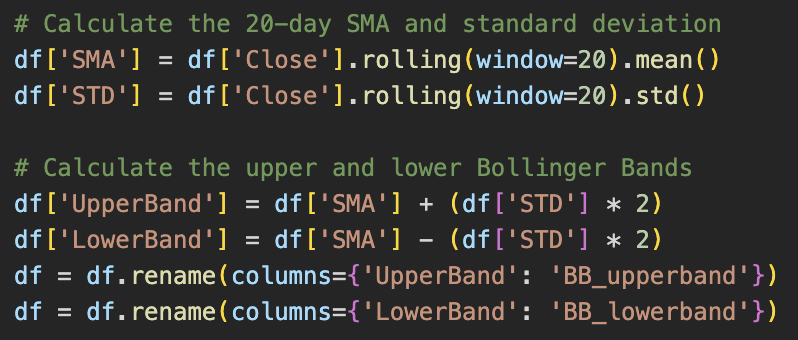 # Calculate the 20-day SMA and standard deviation
df['SMA'] = df['Close'].rolling(window=20).mean()
df['STD'] = df['Close'].rolling(window=20).std()

# Calculate the upper and lower Bollinger Bands
df['UpperBand'] = df['SMA'] + (df['STD'] * 2)
df['LowerBand'] = df['SMA'] - (df['STD'] * 2)
df = df.rename(columns={'UpperBand': 'BB_upperband'})
df = df.rename(columns={'LowerBand': 'BB_lowerband'})